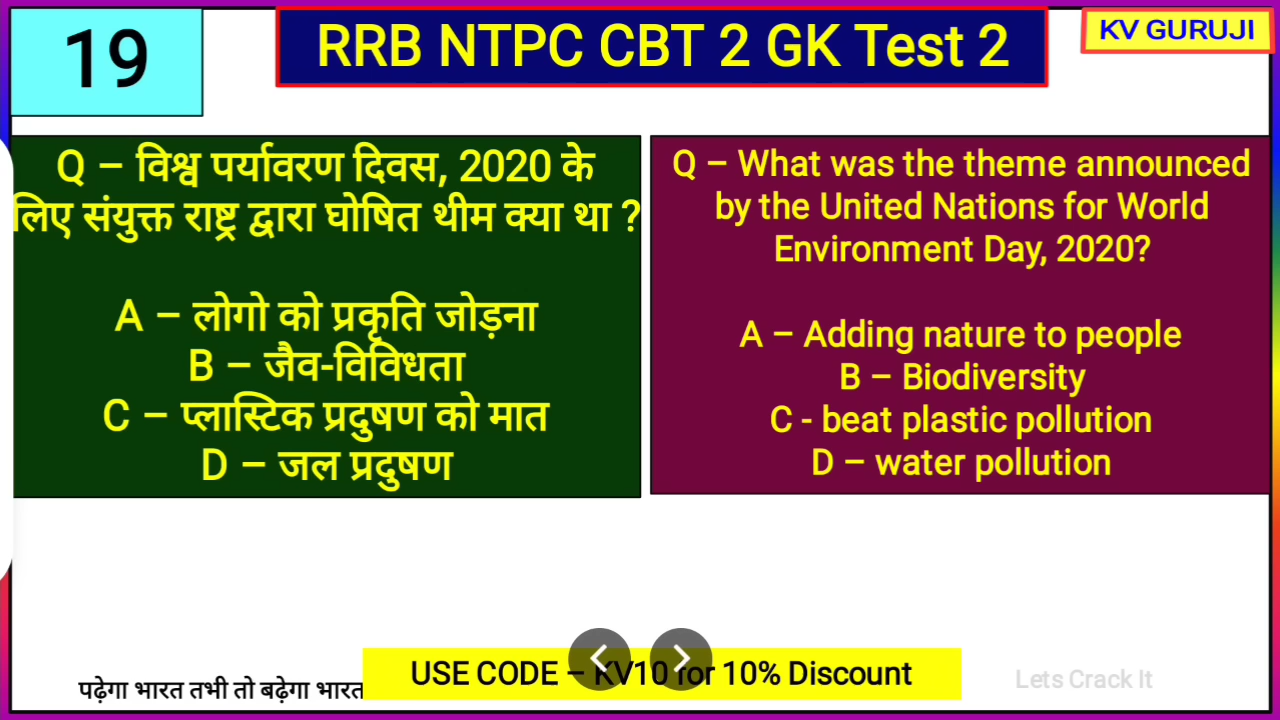 19
RRB NTPC CBT 2 GK Test 2
KV GURUJI
Q – विश्व पर्यावरण दिवस, 2020 के
लिए संयुक्त राष्ट्र द्वारा घोषित थीम क्या था ?
A – लोगो को प्रकृति जोड़ना
B – जैव-विविधता
C – प्लास्टिक प्रदुषण को मात
D – जल प्रदुषण
Q – What was the theme announced
by the United Nations for World
Environment Day, 2020?
A – Adding nature to people
B – Biodiversity
C - beat plastic pollution
D – water pollution
पढ़ेगा भारत तभी तो बढ़ेगा भारत
USE CODE – KV10 for 10% Discount
Lets Crack It